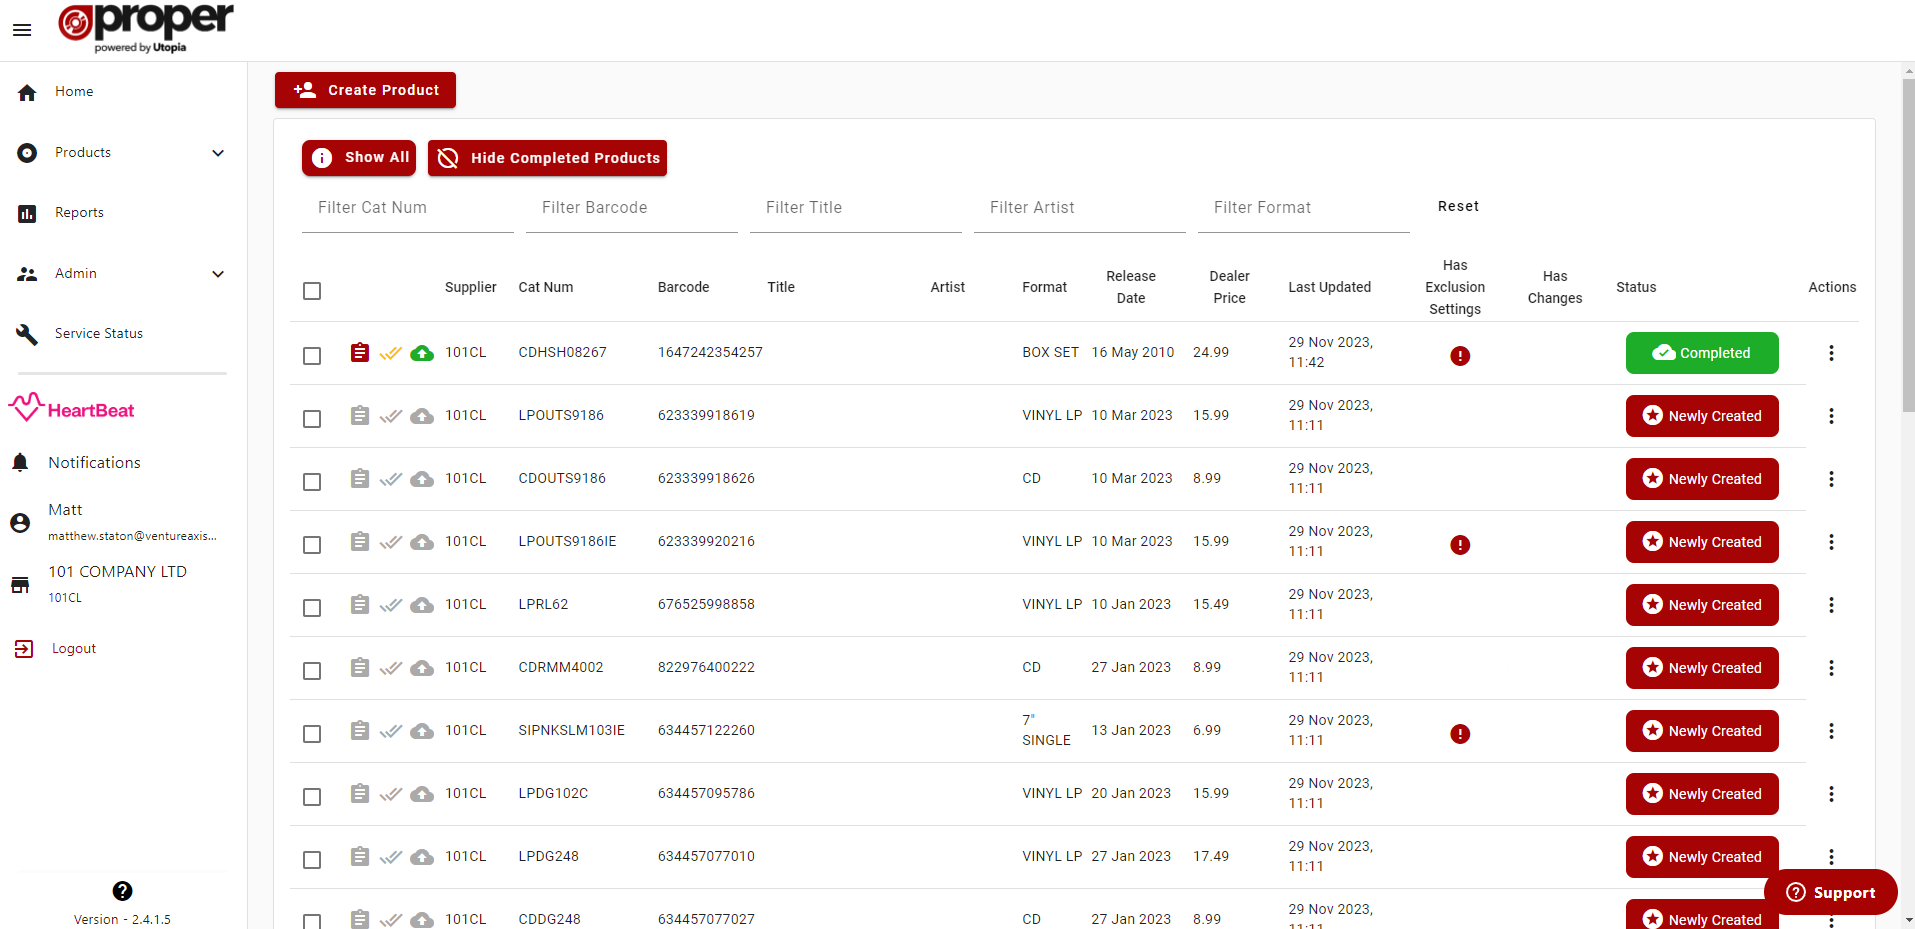 proper
powered by Utopia
Home
Products
Reports
Admin
Service Status
HeartBeat
Notifications
Matt
matthew.staton@ventureaxis...
101 COMPANY LTD
101CL
Logout
Version - 2.4.1.5
Create Product
Show All
Hide Completed Products
Filter Cat Num
Filter Barcode
Filter Title
Filter Artist
Filter Format
Reset
Supplier
Cat Num
Barcode
Title
Artist
Format
Release
Date
Dealer
Price
Last Updated
Has
Exclusion
Settings
Has
Changes
Status
Actions
101CL CDHSH08267 1647242354257 BOX SET 16 May 2010 24.99 29 Nov 2023,
11:42
Completed
101CL LPOUTS9186 623339918619 VINYL LP 10 Mar 2023 15.99 29 Nov 2023,
11:11
Newly Created
101CL CDOUTS9186 623339918626 CD 10 Mar 2023 8.99 29 Nov 2023,
11:11
Newly Created
101CL LPOUTS9186IE 623339920216 VINYL LP 10 Mar 2023 15.99 29 Nov 2023,
11:11
Newly Created
101CL LPRL62 676525998858 VINYL LP 10 Jan 2023 15.49 29 Nov 2023,
11:11
Newly Created
101CL CDRMM4002 822976400222 CD 27 Jan 2023 8.99 29 Nov 2023,
11:11
Newly Created
101CL SIPNKSLM103IE 634457122260 7" SINGLE 13 Jan 2023 6.99 29 Nov 2023,
11:11
Newly Created
101CL LPDG102C 634457095786 VINYL LP 20 Jan 2023 15.99 29 Nov 2023,
11:11
Newly Created
101CL LPDG248 634457077010 VINYL LP 27 Jan 2023 17.49 29 Nov 2023,
11:11
Newly Created
101CL CDDG248 634457077027 CD 27 Jan 2023 8.99 29 Nov 2023,
11:11
Newly Created
Support